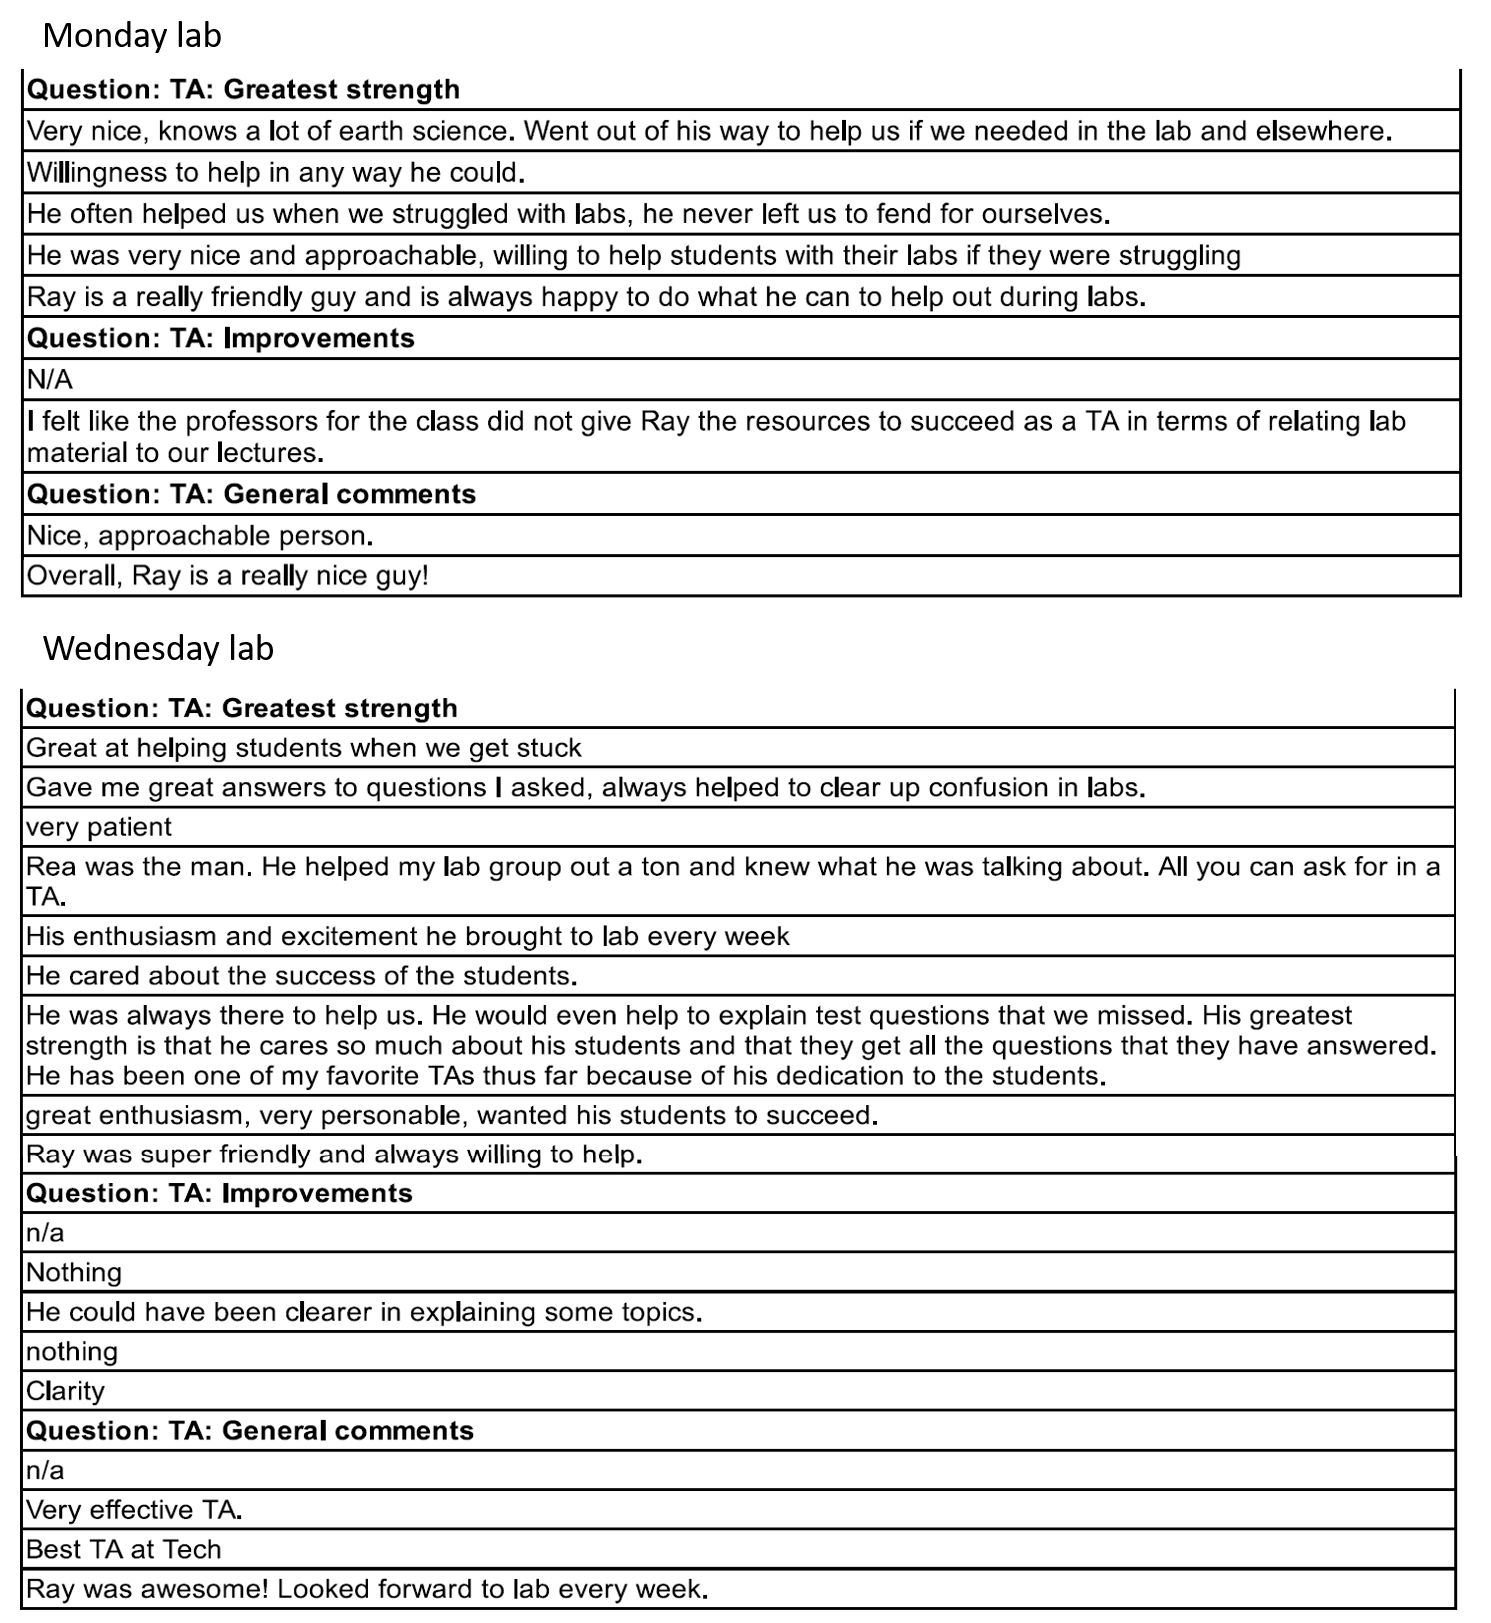 Monday lab
Question: TA: Greatest strength
Very nice, knows a lot of earth science. Went out of his way to help us if we needed in the lab and elsewhere.
Willingness to help in any way he could.
He often helped us when we struggled with labs, he never left us to fend for ourselves.
He was very nice and approachable, willing to help students with their labs if they were struggling
Ray is a really friendly guy and is always happy to do what he can to help out during labs.
Question: TA: Improvements
N/A
I felt like the professors for the class did not give Ray the resources to succeed as a TA in terms of relating lab
material to our lectures.
Question: TA: General comments
Nice, approachable person.
Overall, Ray is a really nice guy!
Wednesday lab
Question: TA: Greatest strength
Great at helping students when we get stuck
Gave me great answers to questions I asked, always helped to clear up confusion in labs.
very patient
Rea was the man. He helped my lab group out a ton and knew what he was talking about. All you can ask for in a
TA.
His enthusiasm and excitement he brought to lab every week
He cared about the success of the students.
He was always there to help us. He would even help to explain test questions that we missed. His greatest
strength is that he cares so much about his students and that they get all the questions that they have answered.
He has been one of my favorite TAs thus far because of his dedication to the students.
great enthusiasm, very personable, wanted his students to succeed.
Ray was super friendly and always willing to help.
Question: TA: Improvements
n/a
Nothing
He could have been clearer in explaining some topics.
nothing
Clarity
Question: TA: General comments
n/a
Very effective TA.
Best TA at Tech
Ray was awesome! Looked forward to lab every week.